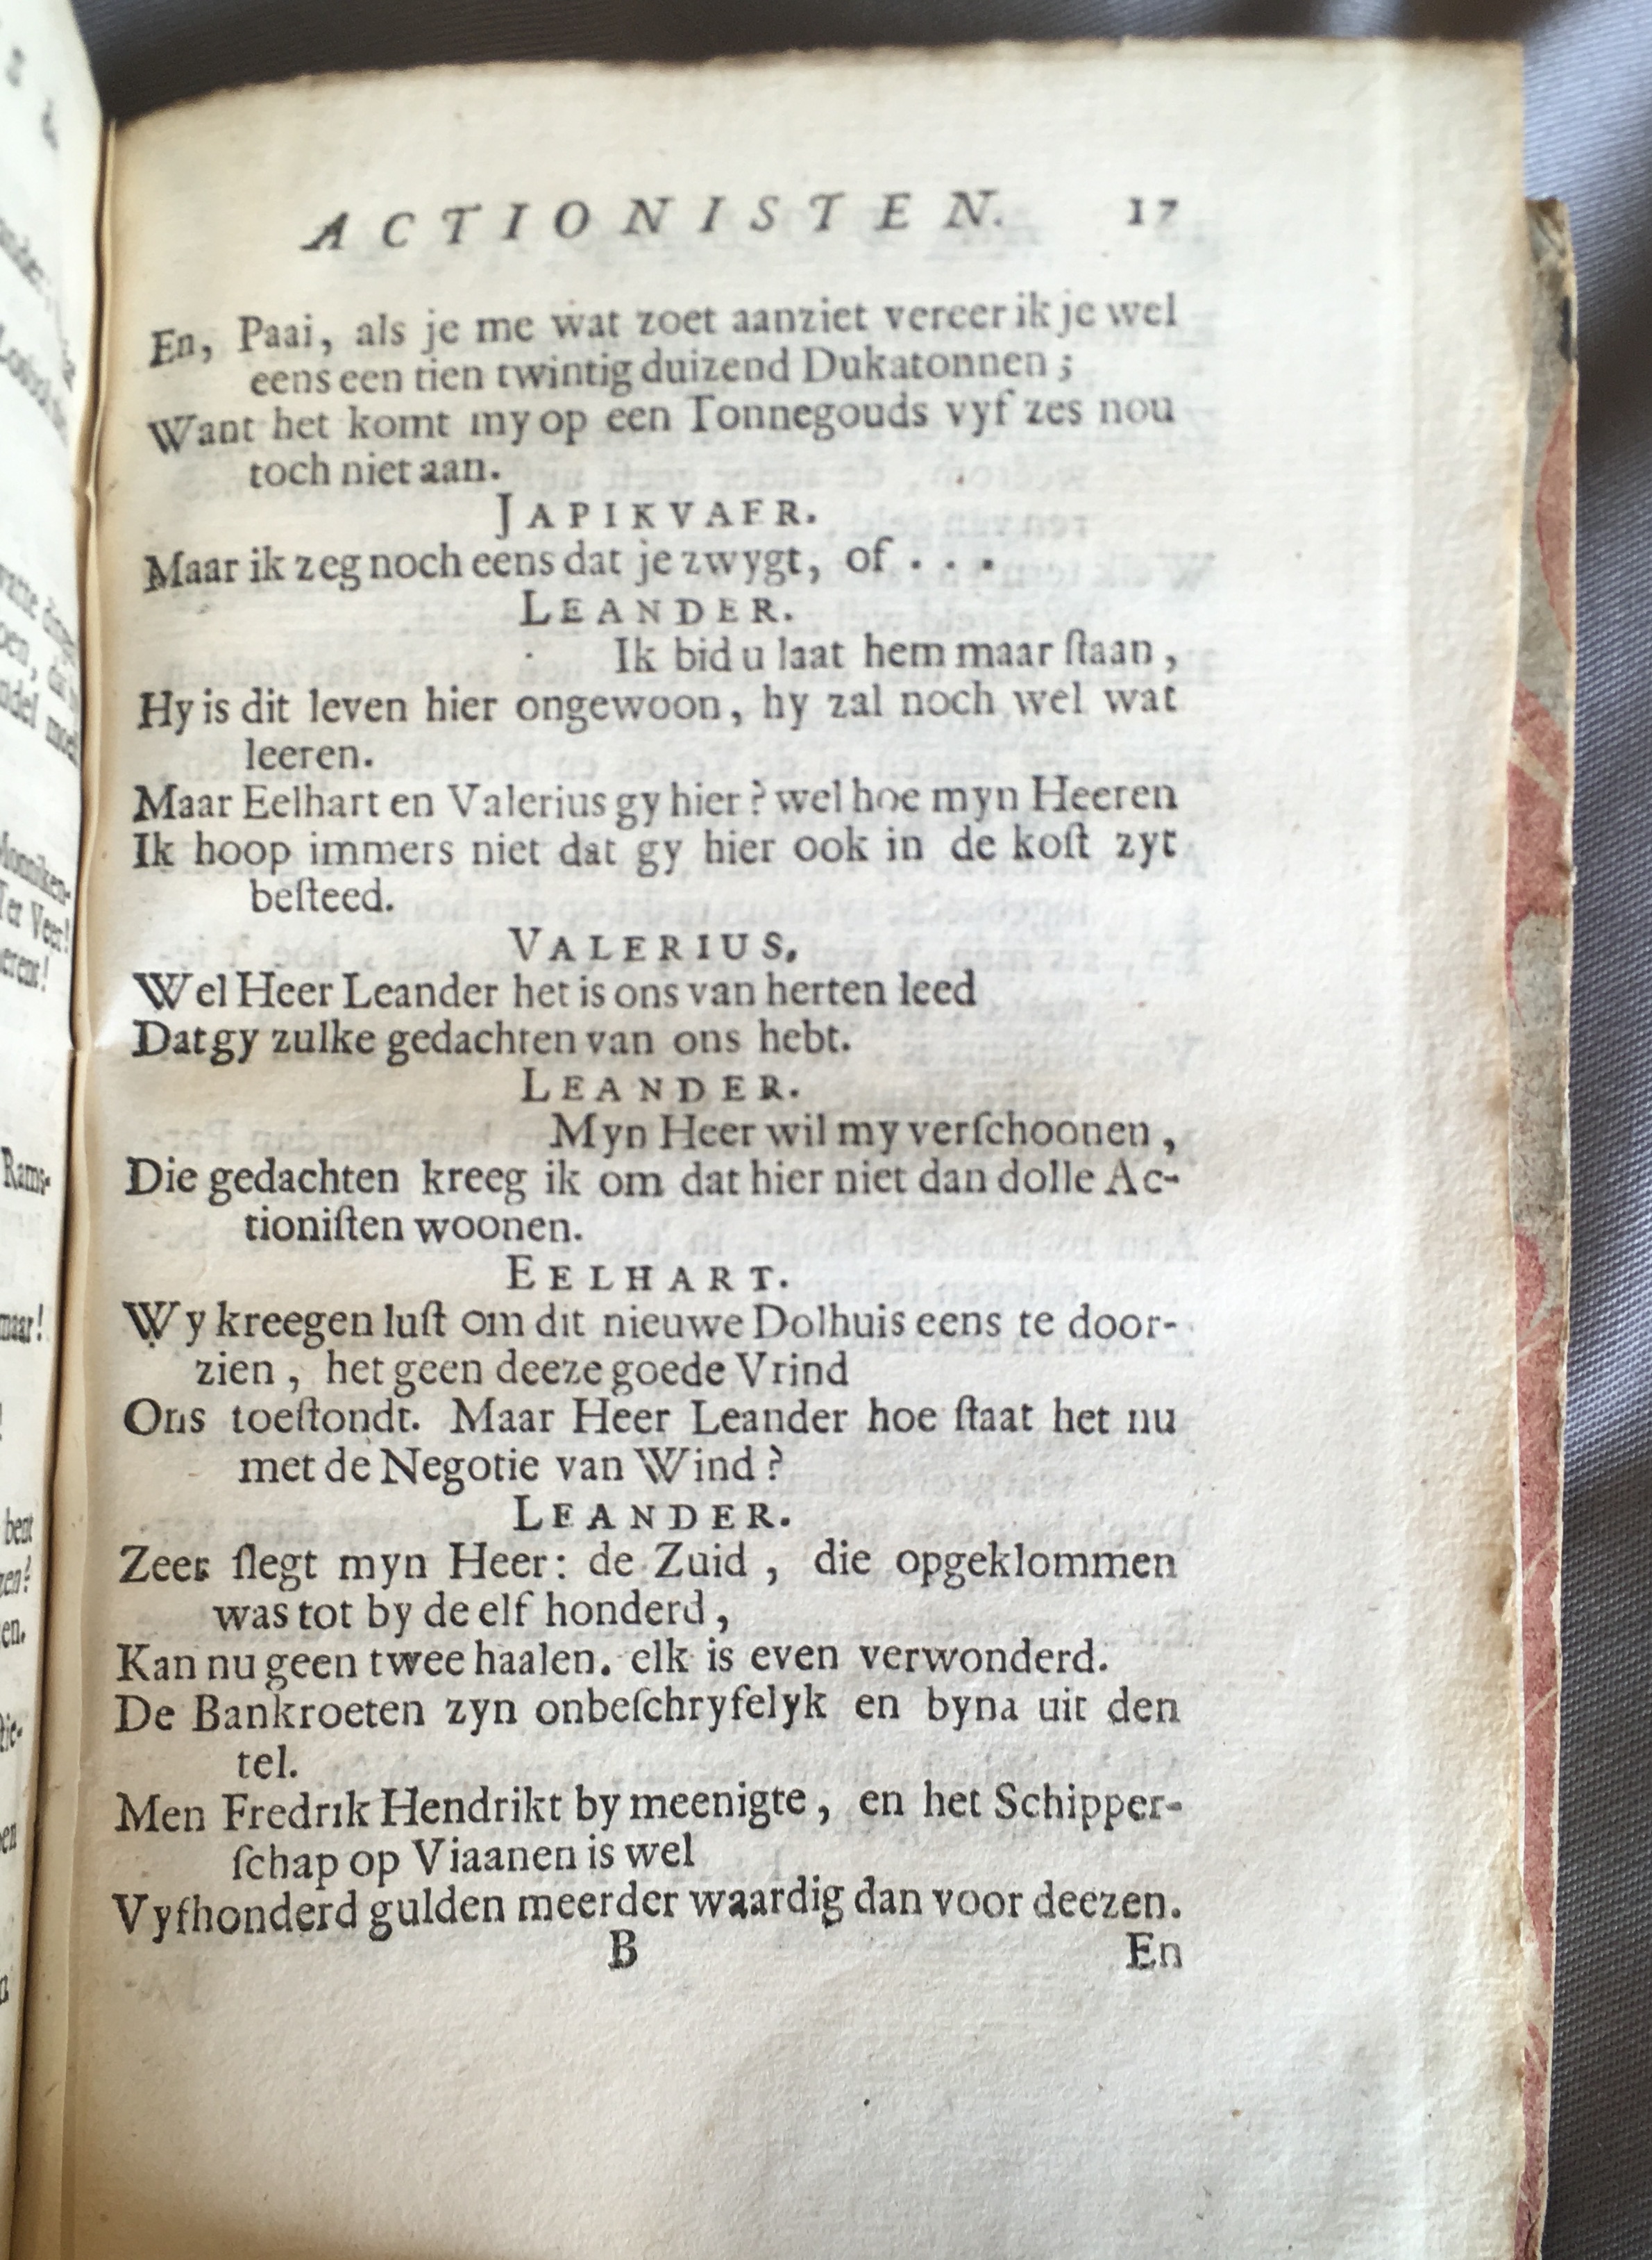 ACTIONISTEN. 17
En, Paai, als je me wat zoet aanziet vereer ik je wel
eens een tien twintig duizend Dukatonnen;
Want het komt my op een Tonnegouds vyf zes nou
toch niet aan.
JAPIKVAER.
Maar ik zeg noch eens dat je zwygt, of . . .
LEANDER.
Ik bid u laat hem maar ſtaan,
Hy is dit leven hier ongewoon, hy zal noch wel wat
leeren.
Maar Eelhart en Valerius gy hier? wel hoe myn Heeren
Ik hoop immers niet dat gy hier ook in de koſt zyt
beſteed.
VALERIUS.
Wel Heer Leander het is ons van herten leed
Dat gy zulke gedachten van ons hebt.
LEANDER.
Myn Heer wil my verſchoonen,
Die gedachten kreeg ik om dat hier niet dan dolle Ac-
tioniſten woonen.
EELHART.
Wy kreegen luſt om dit nieuwe Dolhuis eens te door-
zien, het geen deeze goede Vrind
Ons toeſtondt. Maar Heer Leander hoe ſtaat het nu
met de Negotie van Wind?
LEANDER.
Zeer ſlegt myn Heer: de Zuid, die opgeklommen
was tot by de elf honderd,
Kan nu geen twee haalen. elk is even verwonderd.
De Bankroeten zyn onbeſchryfelyk en byna uit den
tel.
Men Fredrik Hendrikt by meenigte, en het Schipper-
ſchap op Viaanen is wel
Vyfhonderd gulden meerder waardig dan voor deezen.
B En